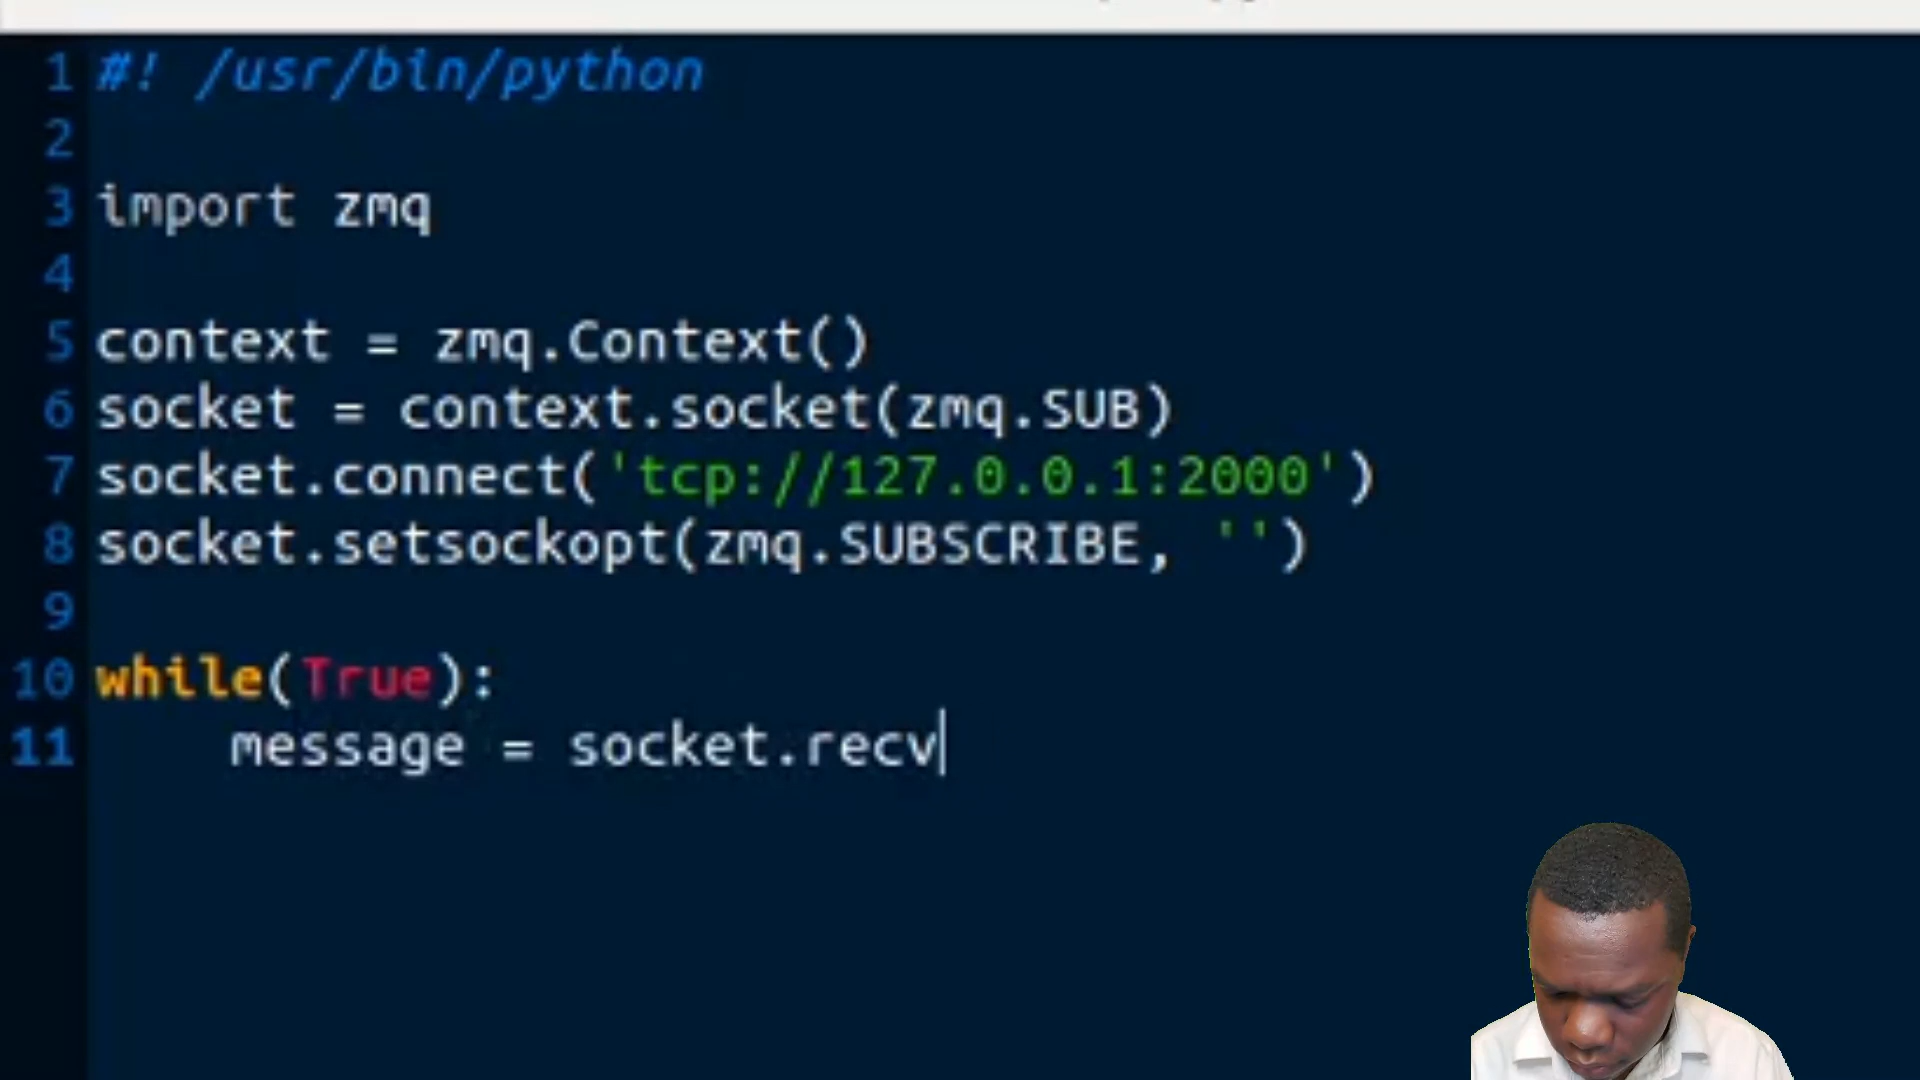 1 #! /usr/bin/python
2
3 import zmq
4
5 context = zmq.Context()
6 socket = context.socket(zmq.SUB)
7 socket.connect('tcp://127.0.0.1:2000')
8 socket.setsockopt(zmq.SUBSCRIBE, '')
9
10 while(True):
11     message = socket.recv